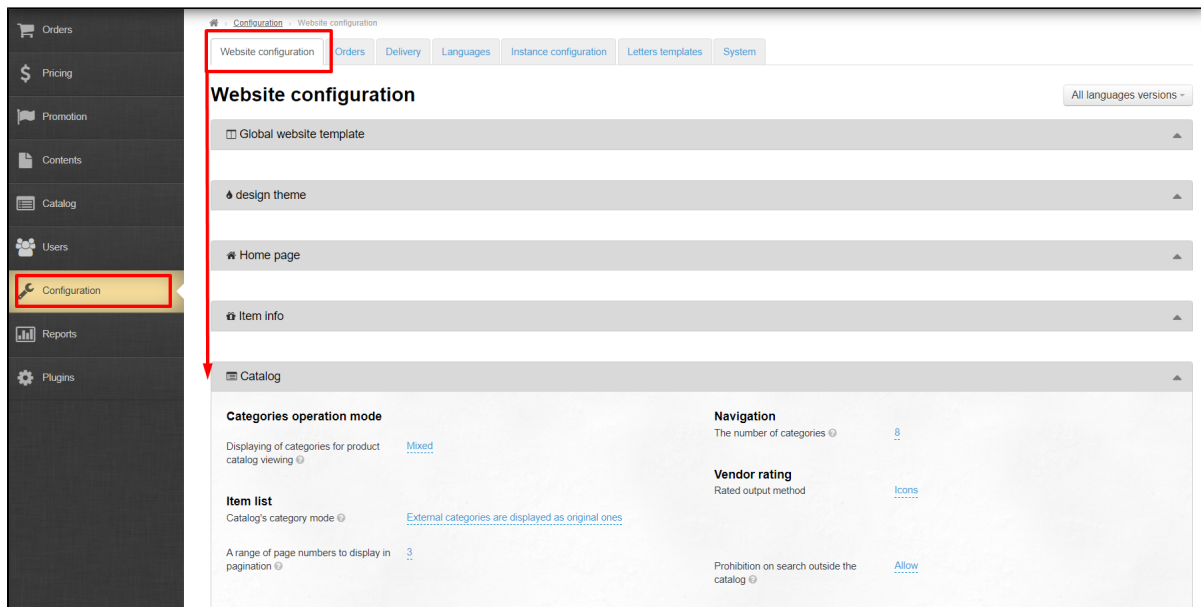 Orders
Pricing
Promotion
Contents
Catalog
Users
Configuration
Reports
Plugins
Configuration Website configuration
Website configuration Orders Delivery Languages Instance configuration Letters templates System
Website configuration
All languages versions
Global website template
design theme
Home page
Item info
Catalog
Categories operation mode
Displaying of categories for product Mixed
catalog viewing
Item list
Catalog's category mode External categories are displayed as original ones
A range of page numbers to display in 3
pagination
Navigation
The number of categories 8
Vendor rating
Rated output method Icons
Prohibition on search outside the Allow
catalog